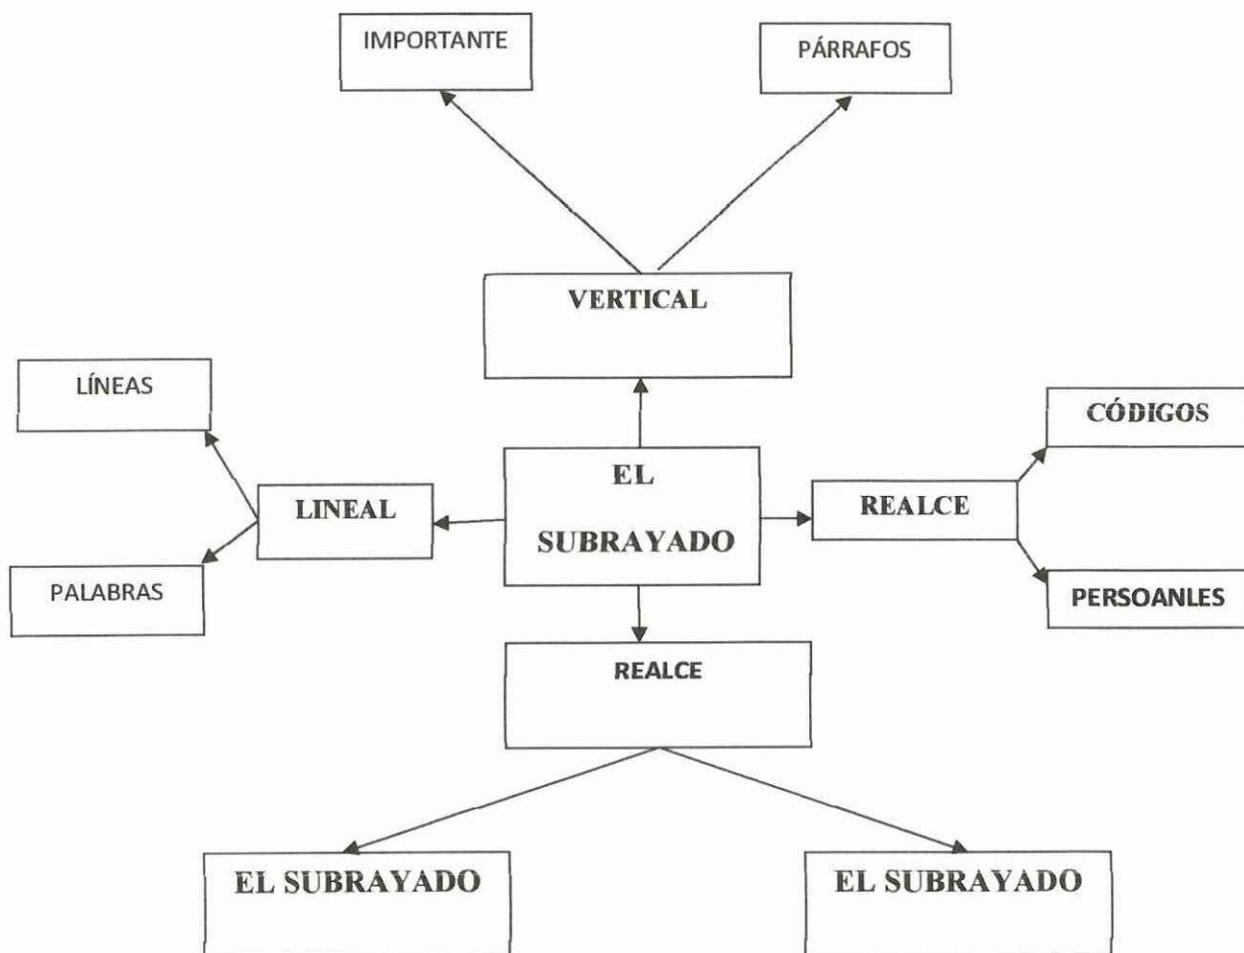 IMPORTANTE
PÁRRAFOS
VERTICAL
LÍNEAS
CÓDIGOS
EL
SUBRAYADO
LINEAL
REALCE
PALABRAS
PERSOANLES
REALCE
EL SUBRAYADO
EL SUBRAYADO